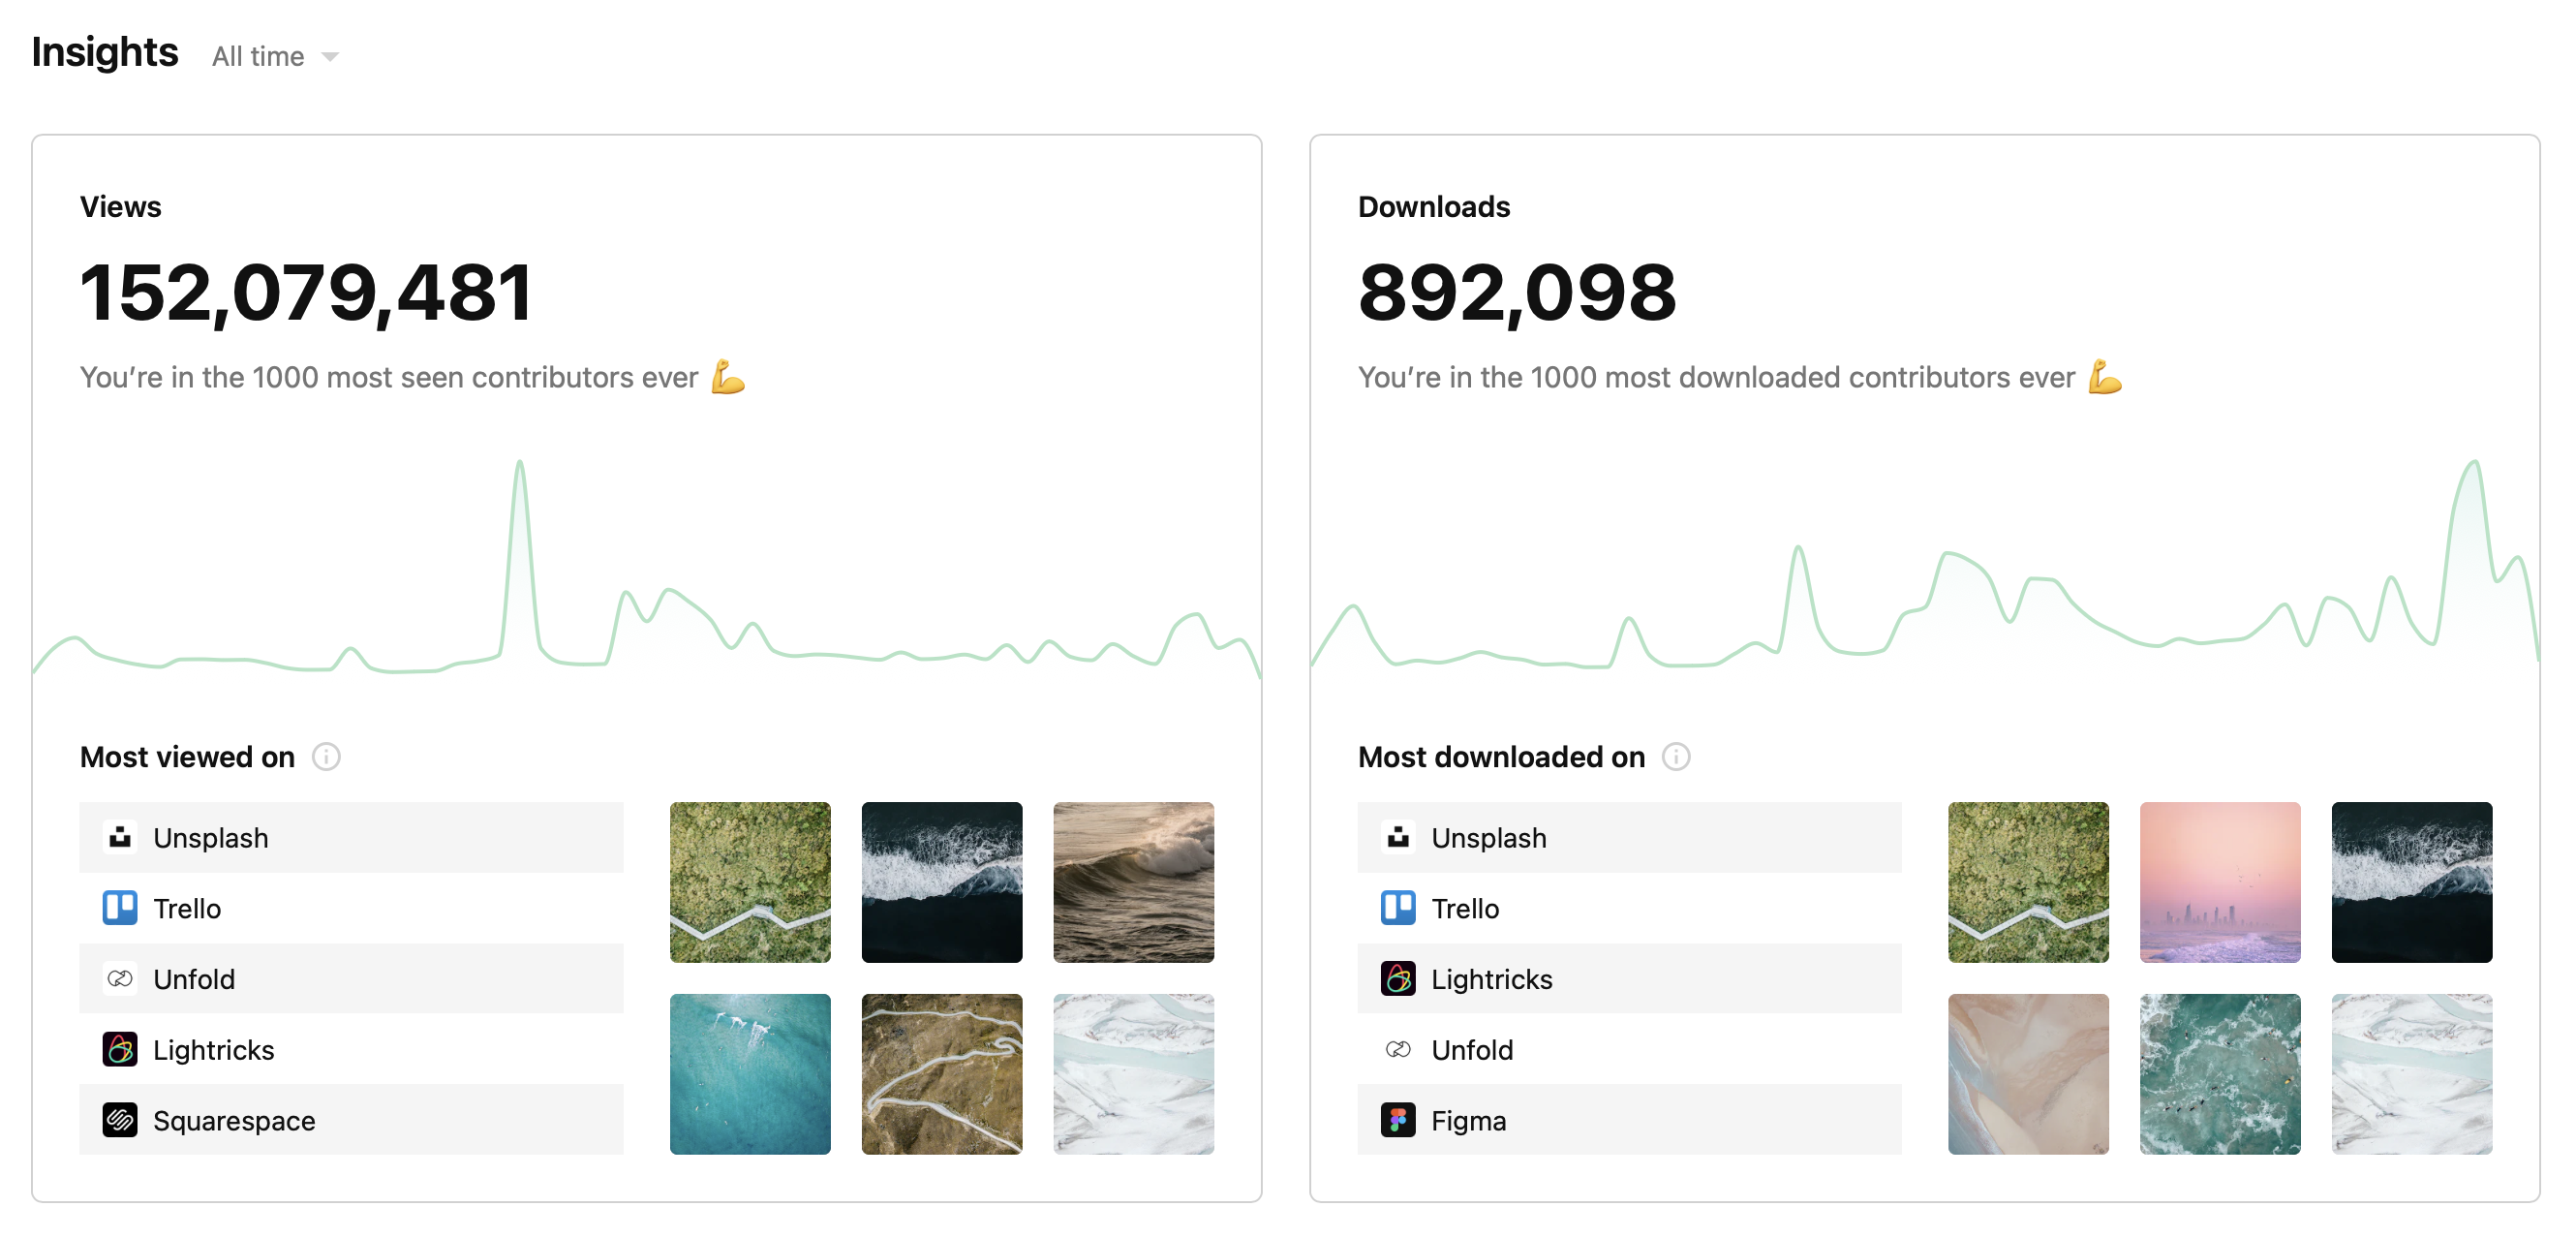 Insights All time
Views
152,079,481
You’re in the 1000 most seen contributors ever 💪
Most viewed on
Unsplash
Trello
Unfold
Lightricks
Squarespace
Downloads
892,098
You’re in the 1000 most downloaded contributors ever 💪
Most downloaded on
Unsplash
Trello
Lightricks
Unfold
Figma